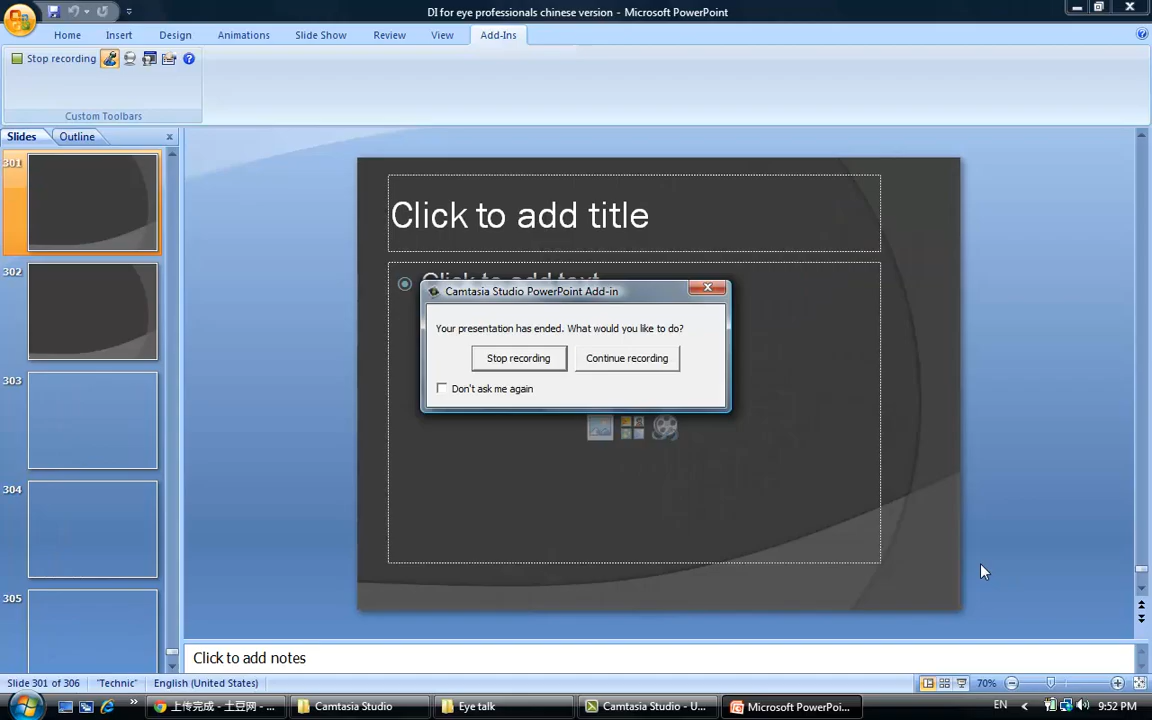 DI for eye professionals chinese version - Microsoft PowerPoint
Home Insert Design Animations Slide Show Review View Add-Ins
Stop recording
Custom Toolbars
Slides Outline
301
302
303
304
305
Click to add title
Click to add text
Camtasia Studio PowerPoint Add-in
Your presentation has ended. What would you like to do?
Stop recording Continue recording
Don't ask me again
Click to add notes
Slide 301 of 306 "Technic" English (United States) 70%
上传完成 - 土豆网 - ... Camtasia Studio Eye talk Camtasia Studio - U... Microsoft PowerPoi... EN 9:52 PM